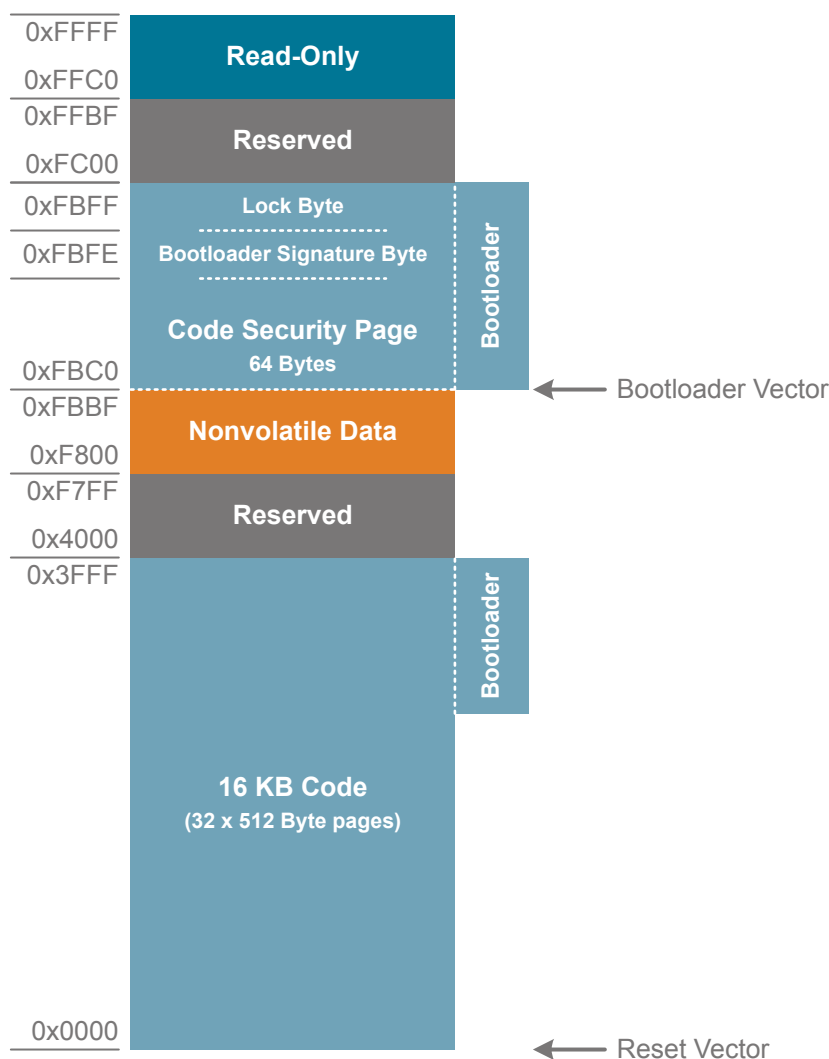 0xFFFF
Read-Only
0xFFC0
0xFFBF
Reserved
0xFC00
0xFBFF
Lock Byte
0xFBFE
Bootloader Signature Byte
Bootloader
Code Security Page
64 Bytes
0xFBC0
Bootloader Vector
0xFBBF
Nonvolatile Data
0xF800
0xF7FF
Reserved
0x4000
0x3FFF
Bootloader
16 KB Code
(32 x 512 Byte pages)
0x0000
Reset Vector